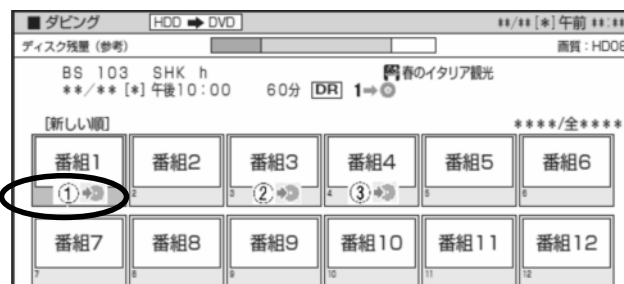 ■ダビング HDD ➡ DVD **/**[*]午前**:**
ディスク残量(参考) 画質:HD08
BS 103 SHK h 春のイタリア観光
**/**[*]午後10:00 60分 DR 1→
[新しい順] ****/全****
番組1 番組2 番組3 番組4 番組5 番組6
① 2 3 ② 4 ③ 5 6
番組7 番組8 番組9 番組10 番組11 番組12
7 8 9 10 11 12